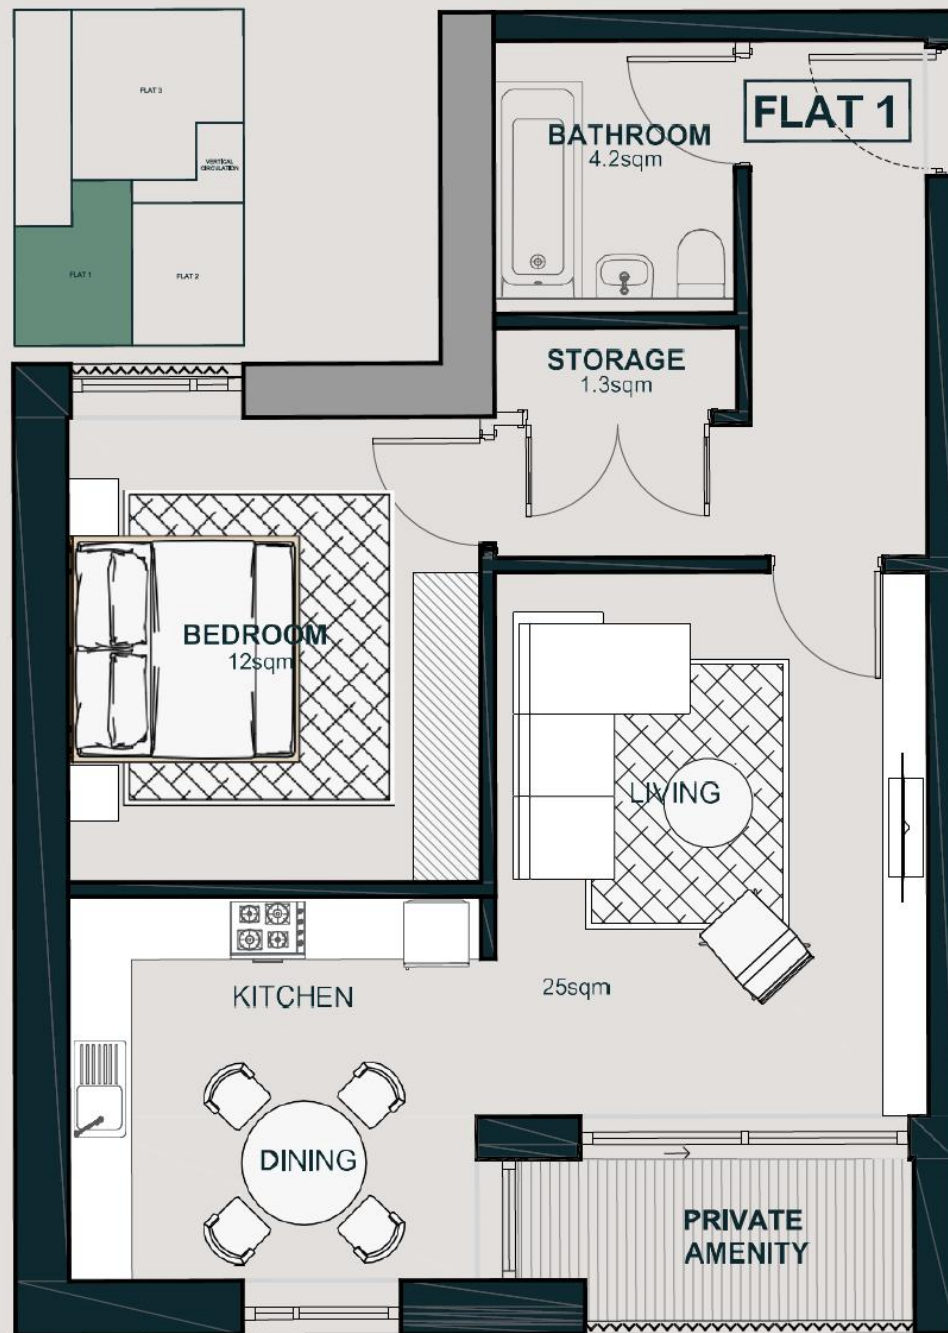 FLAT 3
VERTICAL
CIRCULATION
FLAT 1
FLAT 2
FLAT 1
BATHROOM
4.2sqm
STORAGE
1.3sqm
BEDROOM
12sqm
LIVING
25sqm
KITCHEN
DINING
PRIVATE
AMENITY